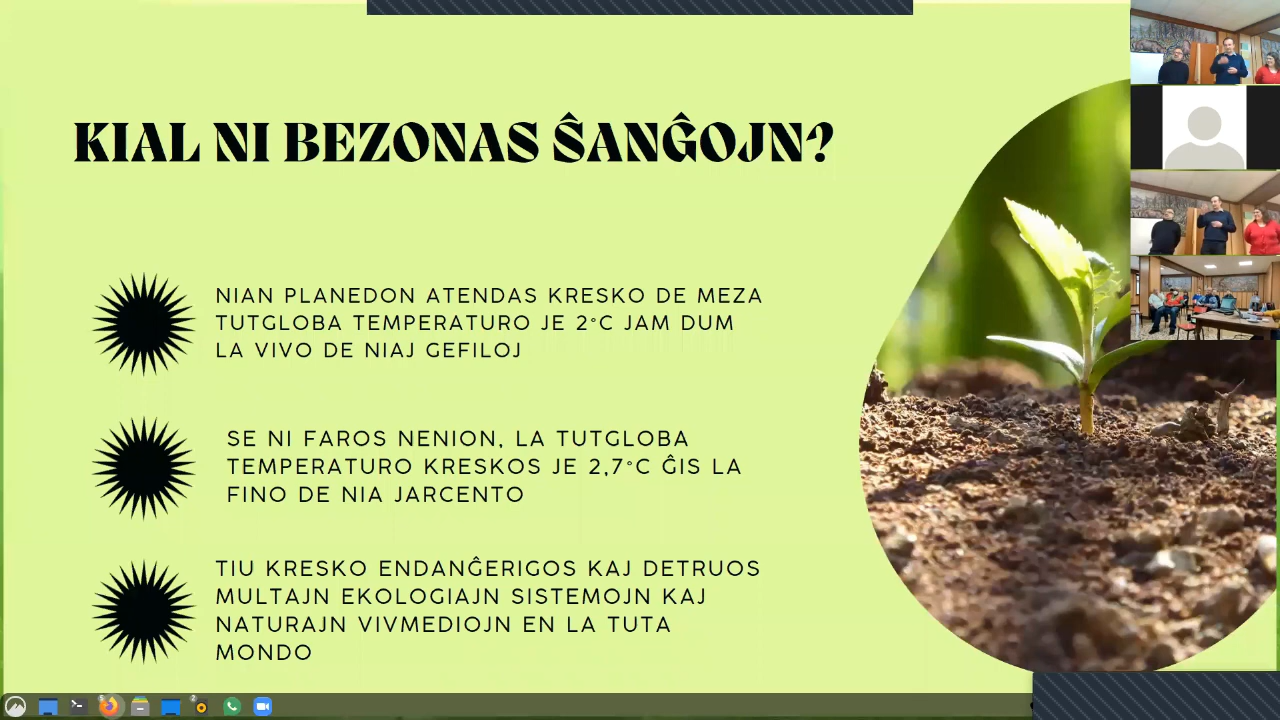 KIAL NI BEZONAS ŜANĜOJN?
NIAN PLANEDON ATENDAS KRESKO DE MEZA
TUTGLOBA TEMPERATURO JE 2°C JAM DUM
LA VIVO DE NIAJ GEFILOJ
SE NI FAROS NENION, LA TUTGLOBA
TEMPERATURO KRESKOS JE 2,7°C ĜIS LA
FINO DE NIA JARCENTO
TIU KRESKO ENDANĜERIGOS KAJ DETRUOS
MULTAJN EKOLOGIAJN SISTEMOJN KAJ
NATURAJN VIVMEDIOJN EN LA TUTA
MONDO